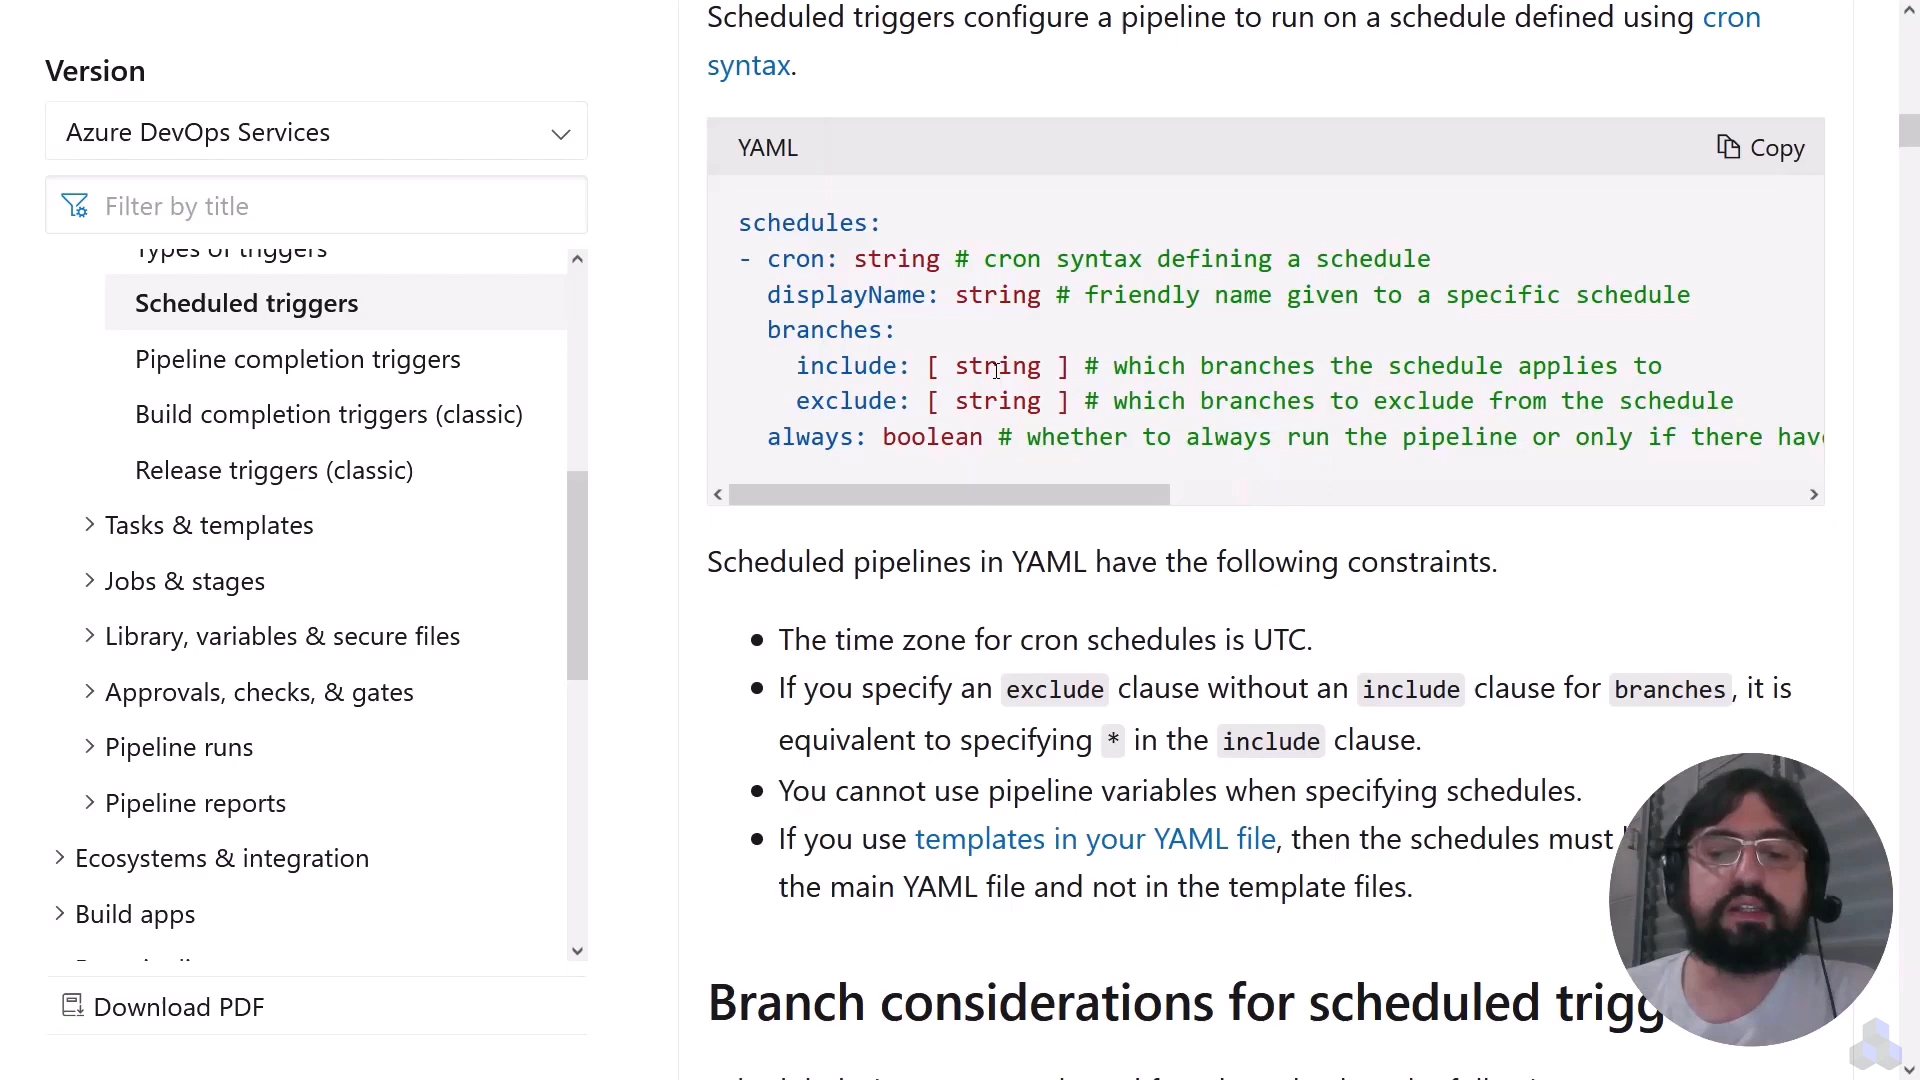 Version
Azure DevOps Services
Filter by title
Types of triggers
Scheduled triggers
Pipeline completion triggers
Build completion triggers (classic)
Release triggers (classic)
Tasks & templates
Jobs & stages
Library, variables & secure files
Approvals, checks, & gates
Pipeline runs
Pipeline reports
Ecosystems & integration
Build apps
Download PDF
Scheduled triggers configure a pipeline to run on a schedule defined using cron
syntax.
YAML
Copy
schedules:
- cron: string # cron syntax defining a schedule
displayName: string # friendly name given to a specific schedule
branches:
include: [ string ] # which branches the schedule applies to
exclude: [ string ] # which branches to exclude from the schedule
always: boolean # whether to always run the pipeline or only if there have
Scheduled pipelines in YAML have the following constraints.
• The time zone for cron schedules is UTC.
• If you specify an exclude clause without an include clause for branches, it is
equivalent to specifying * in the include clause.
• You cannot use pipeline variables when specifying schedules.
• If you use templates in your YAML file, then the schedules must
the main YAML file and not in the template files.
Branch considerations for scheduled trigg